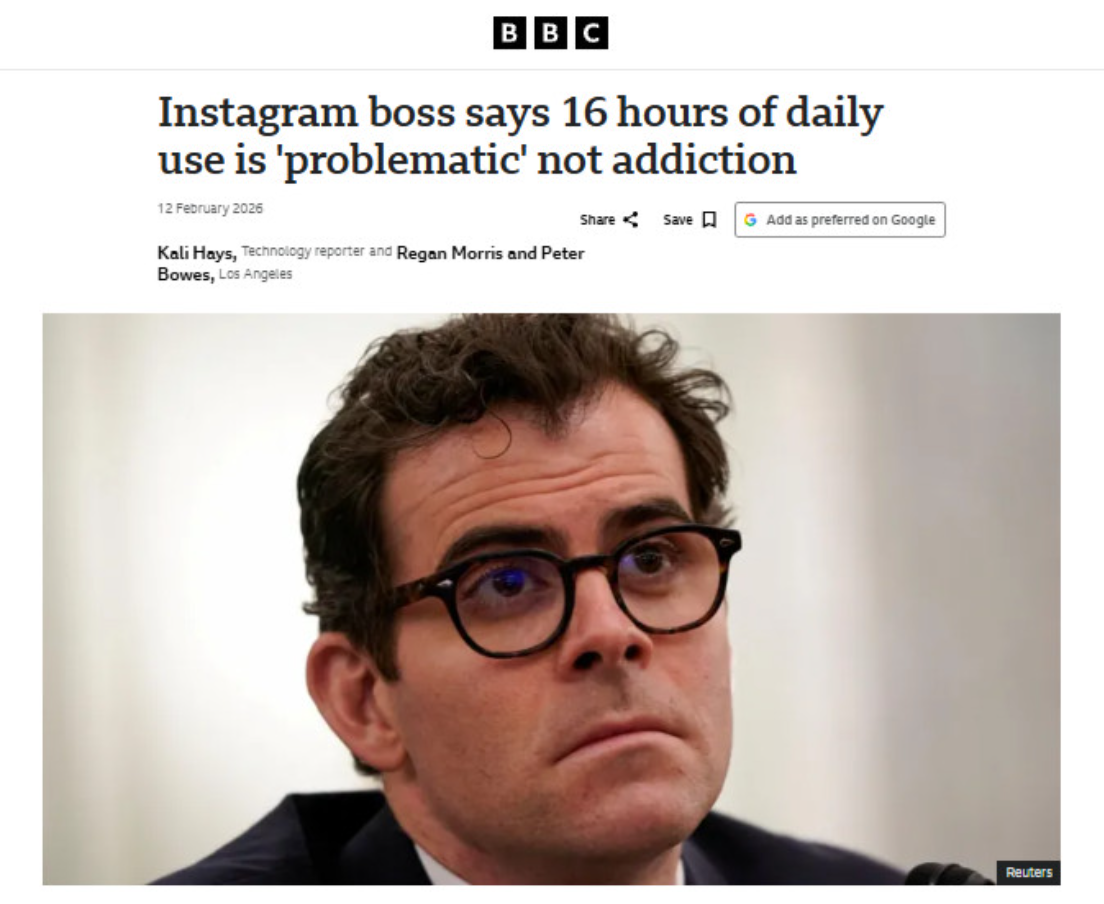 BBC
Instagram boss says 16 hours of daily
use is 'problematic' not addiction
12 February 2026
Share Save Add as preferred on Google
Kali Hays, Technology reporter and Regan Morris and Peter
Bowes, Los Angeles
Reuters